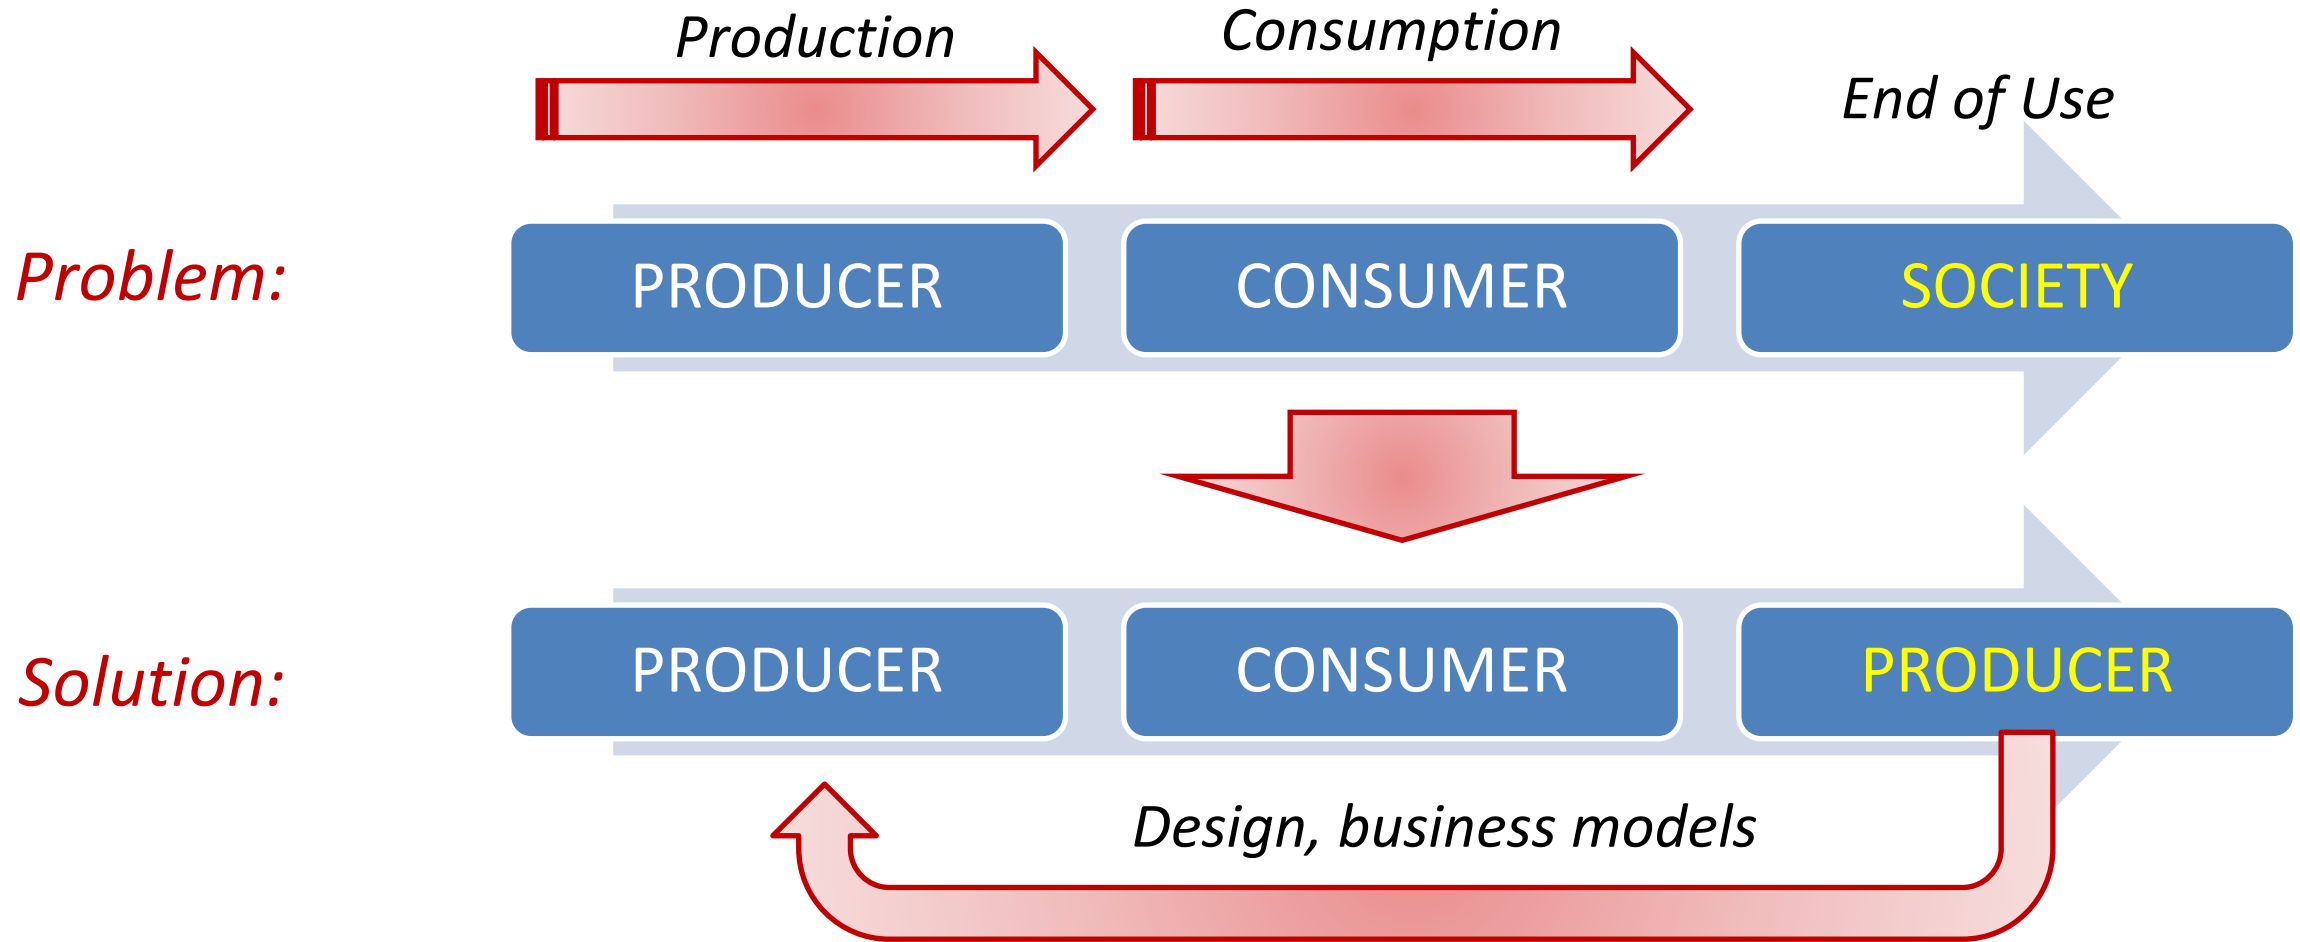 Production
Consumption
End of Use
Problem:
PRODUCER
CONSUMER
SOCIETY
Solution:
PRODUCER
CONSUMER
PRODUCER
Design, business models